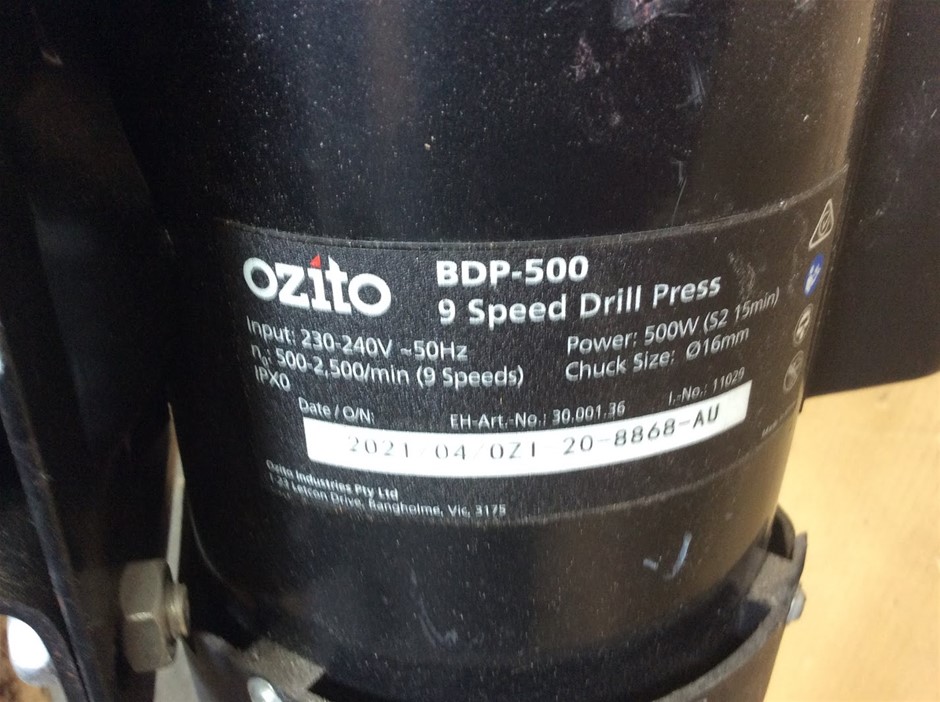 ozito
BDP-500
9 Speed Drill Press
Input: 230-240V ~50Hz
n₀: 500-2,500/min (9 Speeds)
IPX0
Power: 500W (S2 15min)
Chuck Size: Ø16mm
Date / O/N:
EH-Art.-No.: 30.001.36
I.-No.: 11029
2021 04/OZI 20-8868-AU
Ozito Industries Pty Ltd
1-23 Letcon Drive, Bangholme, Vic, 3175